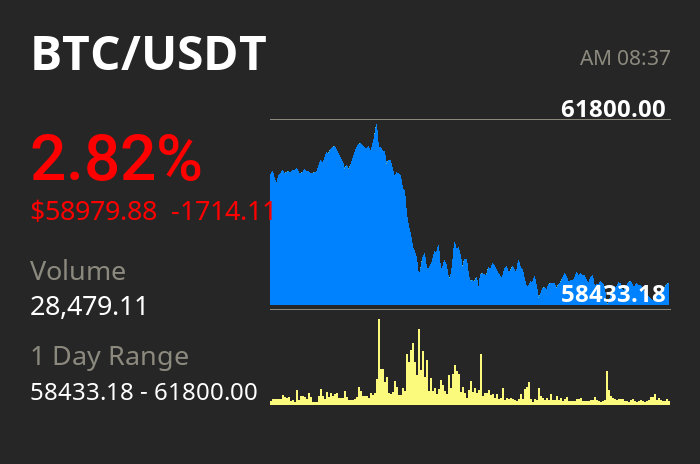 BTC/USDT
AM 08:37
61800.00
2.82%
$58979.88 -1714.11
Volume
28,479.11
58433.18
1 Day Range
58433.18 - 61800.00